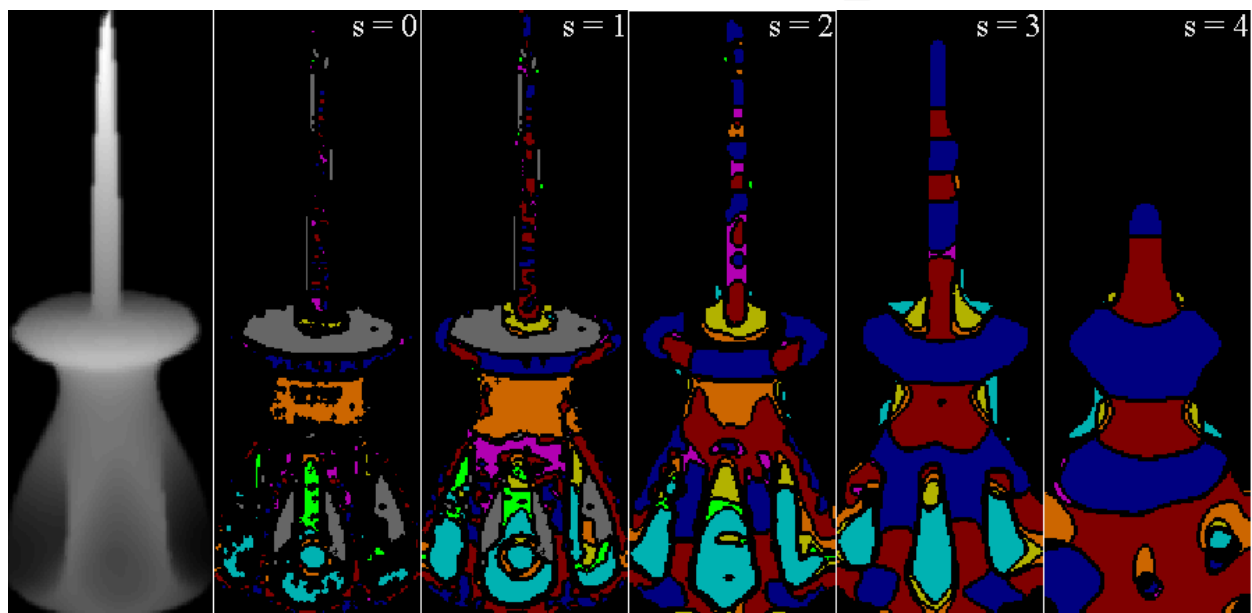 s = 0
s = 1
s = 2
s = 3
s = 4